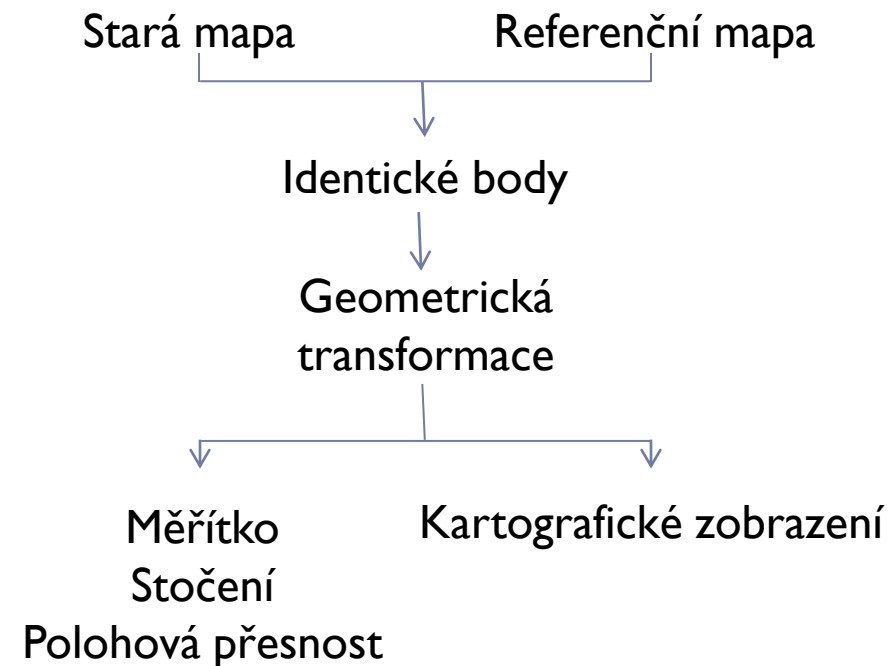 Stará mapa
Referenční mapa
Identické body
Geometrická
transformace
Měřítko
Stočení
Polohová přesnost
Kartografické zobrazení